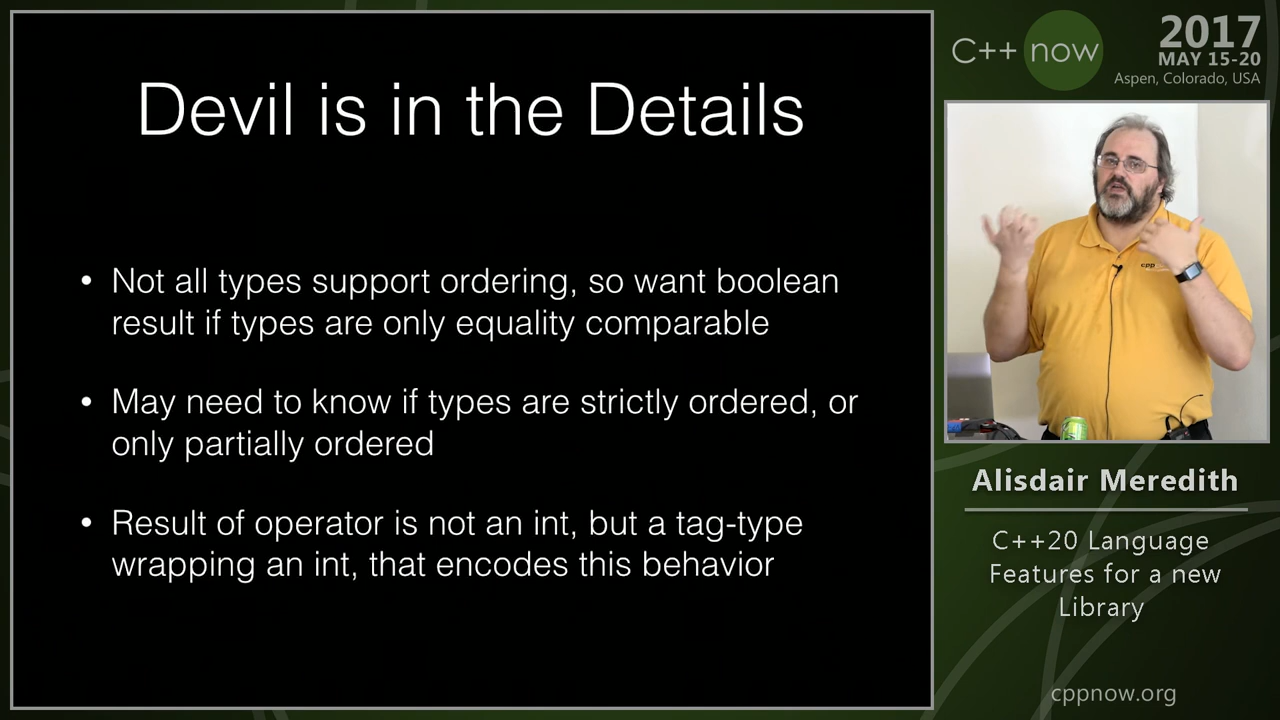 Devil is in the Details
• Not all types support ordering, so want boolean
result if types are only equality comparable
• May need to know if types are strictly ordered, or
only partially ordered
• Result of operator is not an int, but a tag-type
wrapping an int, that encodes this behavior
C++ now
2017
MAY 15-20
Aspen, Colorado, USA
cpp
Alisdair Meredith
C++20 Language
Features for a new
Library
cppnow.org